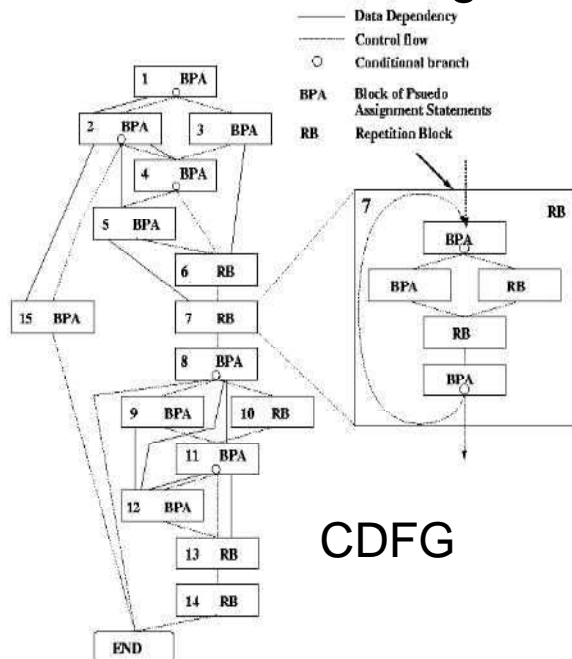 g
Data Dependency
Control flow
Conditional branch
BPA Block of Psuedo
Assignment Statements
RB Repetition Block
1 BPA
2 BPA
3 BPA
4 BPA
5 BPA
6 RB
15 BPA
7 RB
8 BPA
9 BPA
10 RB
11 BPA
12 BPA
13 RB
14 RB
END
7 RB
BPA
BPA RB
RB
BPA
CDFG